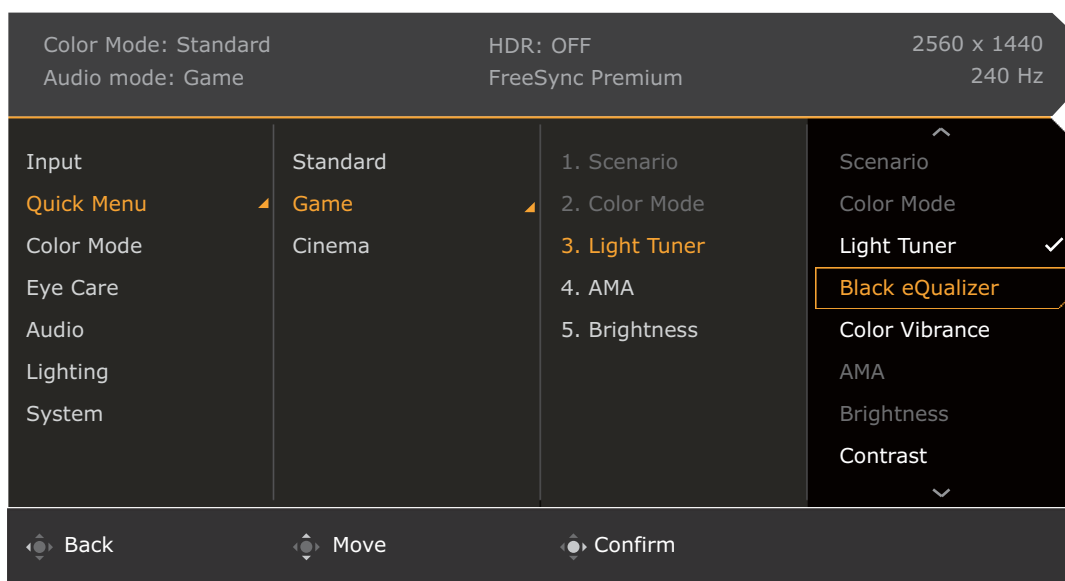 Color Mode: Standard
HDR: OFF
2560 x 1440
Audio mode: Game
FreeSync Premium
240 Hz
Input
Quick Menu
Color Mode
Eye Care
Audio
Lighting
System
Standard
Game
Cinema
1. Scenario
2. Color Mode
3. Light Tuner
4. AMA
5. Brightness
Scenario
Color Mode
Light Tuner
Black eQualizer
Color Vibrance
AMA
Brightness
Contrast
Back
Move
Confirm